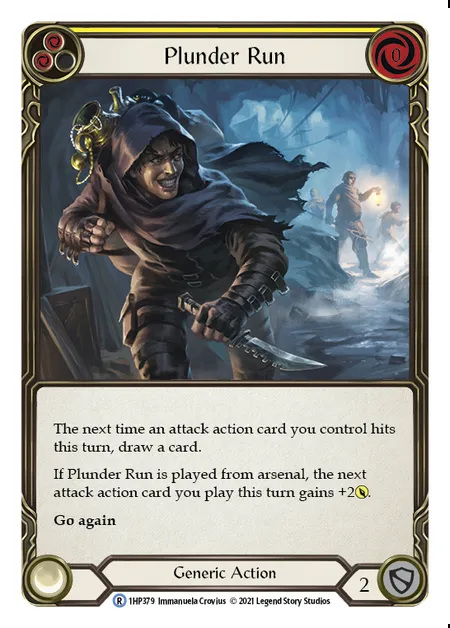 Plunder Run
0
The next time an attack action card you control hits
this turn, draw a card.
If Plunder Run is played from arsenal, the next
attack action card you play this turn gains +2.
Go again
Generic Action
2
R 1HP379 Immanuela Crovius © 2021 Legend Story Studios